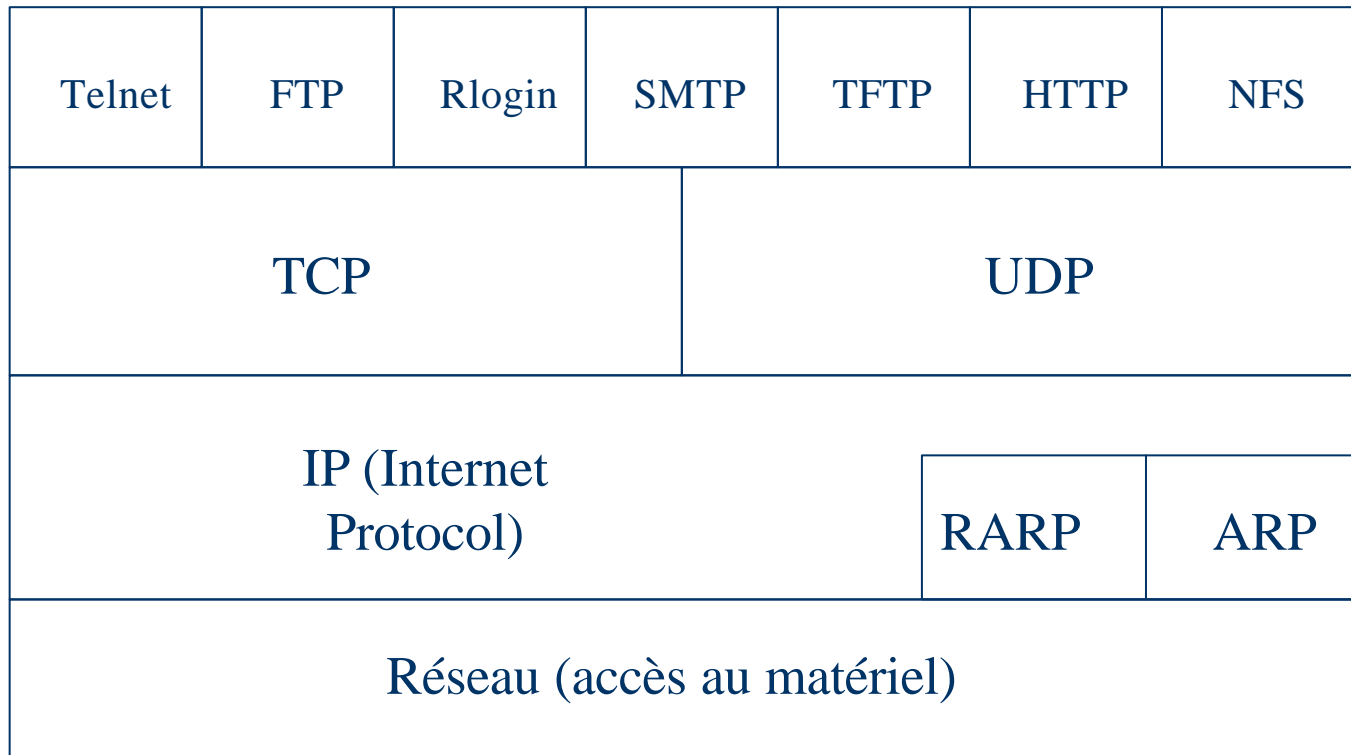 Telnet FTP Rlogin SMTP TFTP HTTP NFS
TCP UDP
IP (Internet
Protocol)
RARP ARP
Réseau (accès au matériel)